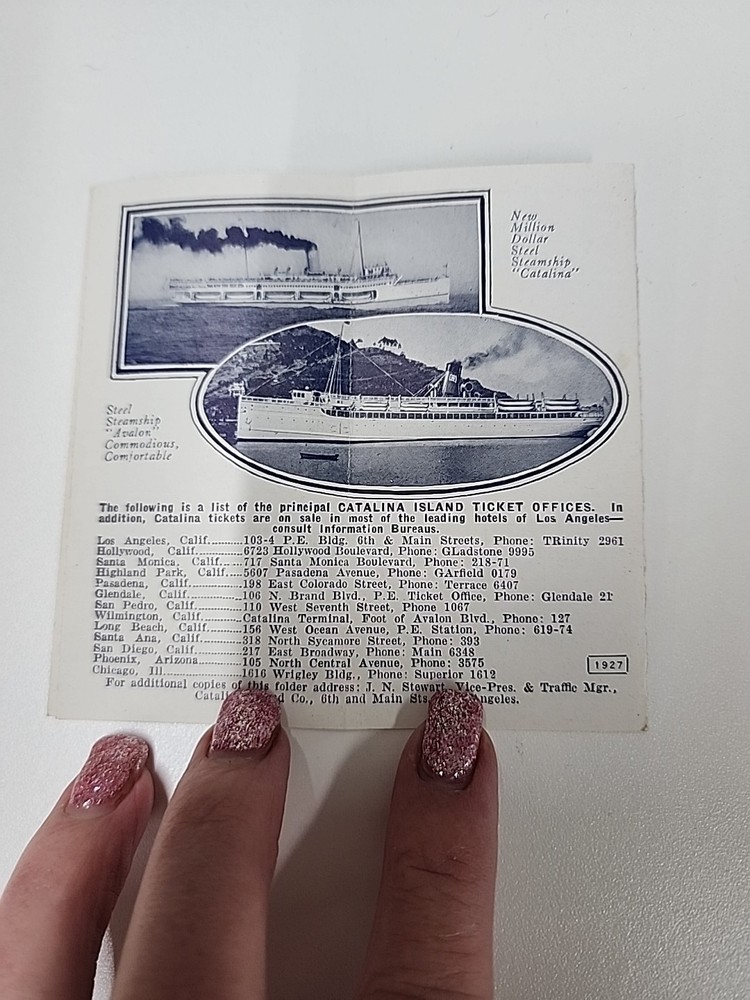 New
Million
Dollar
Steel
Steamship
"Catalina"
Steel
Steamship
"Avalon"
Commodious,
Comfortable
The following is a list of the principal CATALINA ISLAND TICKET OFFICES. In
addition, Catalina tickets are on sale in most of the leading hotels of Los Angeles—
consult Information Bureaus.
Los Angeles, Calif..........103-4 P.E. Bldg. 6th & Main Streets, Phone: TRinity 2961
Hollywood, Calif............6723 Hollywood Boulevard, Phone: GLadstone 9995
Santa Monica, Calif.....717 Santa Monica Boulevard, Phone: 218-71
Highland Park, Calif....5607 Pasadena Avenue, Phone: GArfield 0179
Pasadena, Calif.............198 East Colorado Street, Phone: Terrace 6407
Glendale, Calif..............106 N. Brand Blvd., P.E. Ticket Office, Phone: Glendale 21
San Pedro, Calif............110 West Seventh Street, Phone 1067
Wilmington, Calif.........Catalina Terminal, Foot of Avalon Blvd., Phone: 127
Long Beach, Calif..........156 West Ocean Avenue, P.E. Station, Phone: 619-74
Santa Ana, Calif............318 North Sycamore Street, Phone: 393
San Diego, Calif............217 East Broadway, Phone: Main 6348
Phoenix, Arizona...........105 North Central Avenue, Phone: 3575
Chicago, Ill....................1616 Wrigley Bldg., Phone: Superior 1612
1927
For additional copies of this folder address: J. N. Stewart, Vice-Pres. & Traffic Mgr.,
Co., 6th and Main Sts.